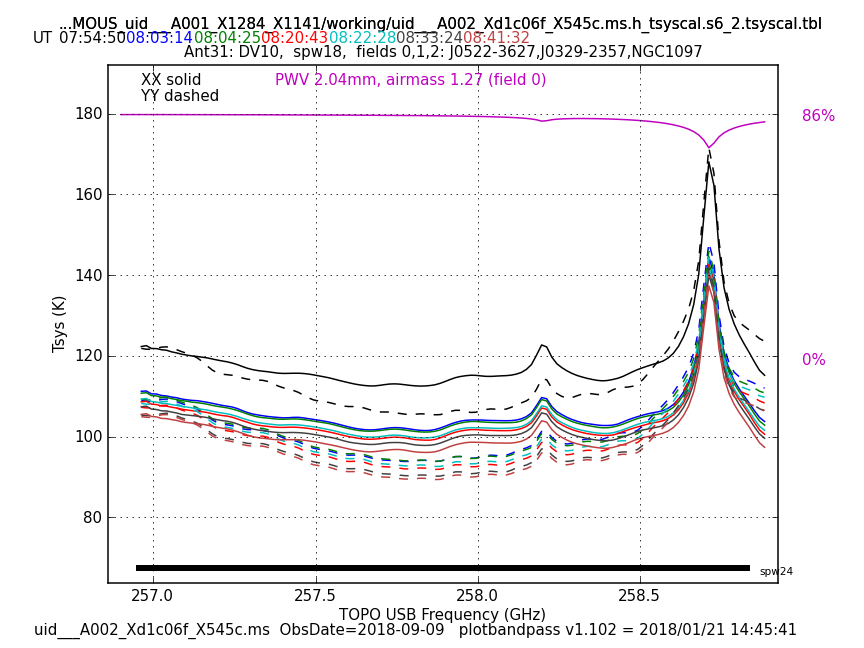 ...MOUS_uid___A001_X1284_X1141/working/uid___A002_Xd1c06f_X545c.ms.h_tsyscal.s6_2.tsyscal.tbl
UT 07:54:50 08:03:14 08:04:25 08:20:43 08:22:28 08:33:24 08:41:32
Ant31: DV10, spw18, fields 0,1,2: J0522-3627,J0329-2357,NGC1097
XX solid
PWV 2.04mm, airmass 1.27 (field 0)
YY dashed
180
86%
160
140
120
0%
100
80
Tsys (K)
spw24
257.0 257.5 258.0 258.5
TOPO USB Frequency (GHz)
uid___A002_Xd1c06f_X545c.ms ObsDate=2018-09-09 plotbandpass v1.102 = 2018/01/21 14:45:41